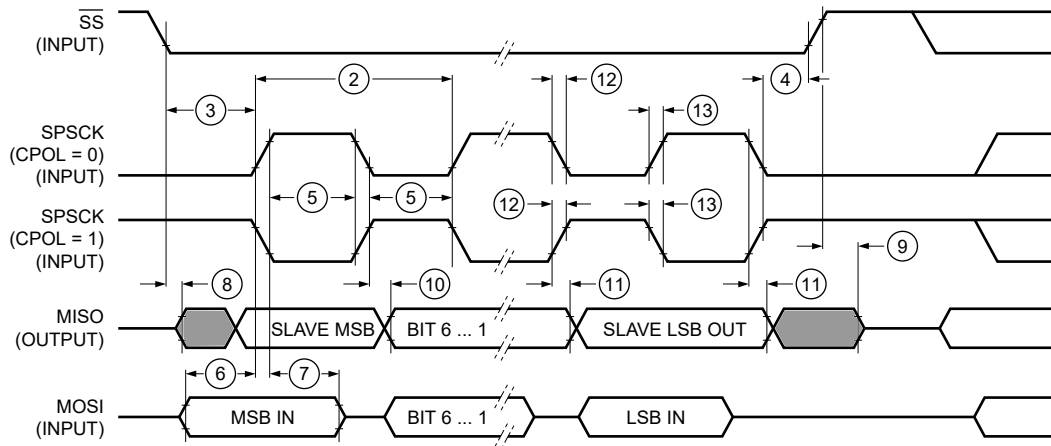 SS
(INPUT)
2
12
4
3
13
SPSCK
(CPOL = 0)
(INPUT)
5
5
12
13
SPSCK
(CPOL = 1)
(INPUT)
9
8
10
11
11
MISO
(OUTPUT)
SLAVE MSB
BIT 6 ... 1
SLAVE LSB OUT
6
7
MOSI
(INPUT)
MSB IN
BIT 6 ... 1
LSB IN